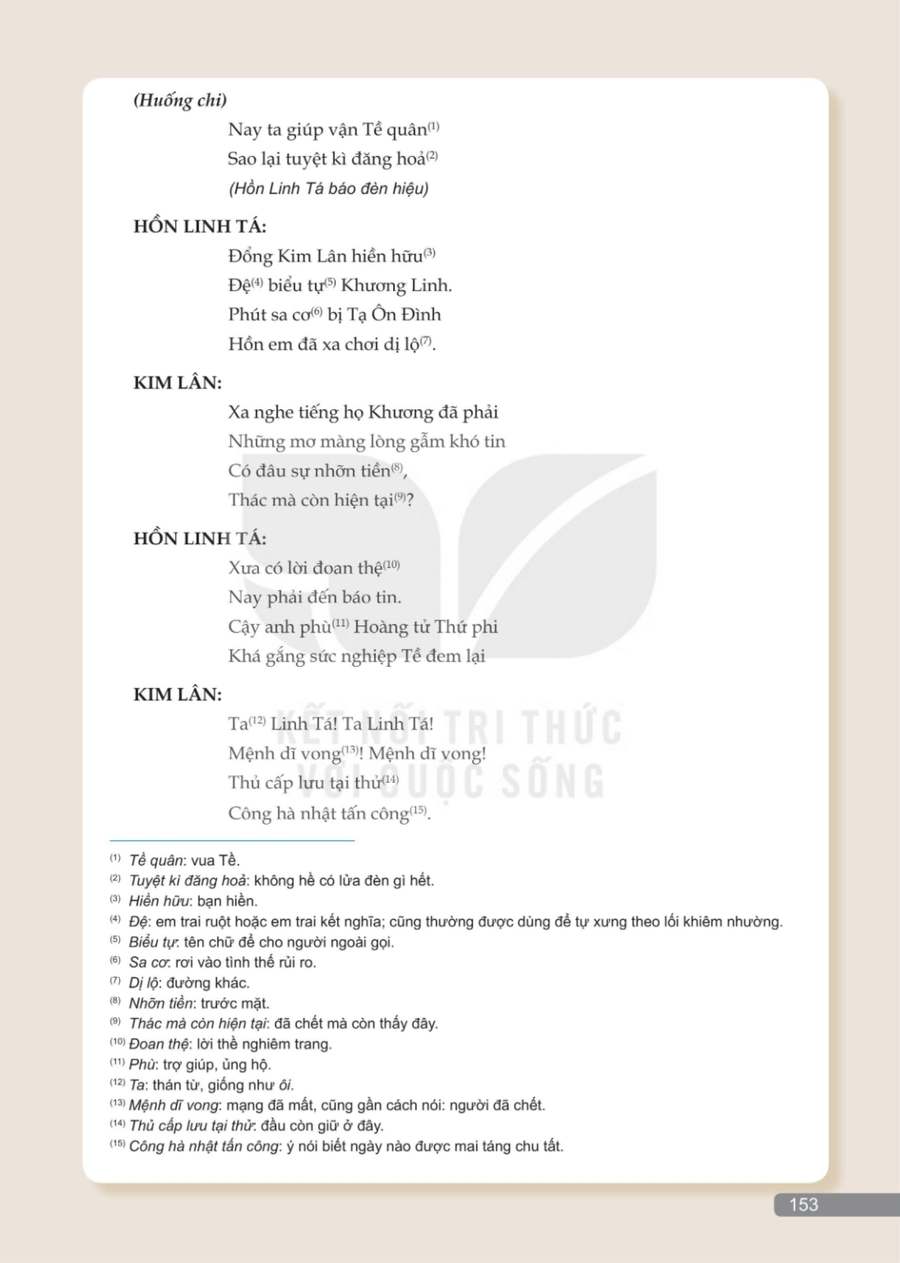 (Huống chi)
Nay ta giúp vận Tề quân(1)
Sao lại tuyệt kì đăng hoả(2)
(Hồn Linh Tá báo đèn hiệu)
HỒN LINH TÁ:
Đổng Kim Lân hiền hữu(3)
Đệ(4) biểu tự(5) Khương Linh.
Phút sa cơ(6) bị Tạ Ôn Đình
Hồn em đã xa chơi dị lộ(7).
KIM LÂN:
Xa nghe tiếng họ Khương đã phải
Những mơ màng lòng gẫm khó tin
Có đâu sự nhỡn tiền(8),
Thác mà còn hiện tại(9)?
HỒN LINH TÁ:
Xưa có lời đoan thệ(10)
Nay phải đến báo tin.
Cậy anh phù(11) Hoàng tử Thứ phi
Khá gắng sức nghiệp Tề đem lại
KIM LÂN:
Ta(12) Linh Tá! Ta Linh Tá!
Mệnh dĩ vong(13)! Mệnh dĩ vong!
Thủ cấp lưu tại thử(14)
Công hà nhật tấn công(15).
KẾT NỐI TRI THỨC
VỚI CUỘC SỐNG
(1) Tề quân: vua Tề.
(2) Tuyệt kì đăng hoả: không hề có lửa đèn gì hết.
(3) Hiền hữu: bạn hiền.
(4) Đệ: em trai ruột hoặc em trai kết nghĩa; cũng thường được dùng để tự xưng theo lối khiêm nhường.
(5) Biểu tự: tên chữ để cho người ngoài gọi.
(6) Sa cơ: rơi vào tình thế rủi ro.
(7) Dị lộ: đường khác.
(8) Nhỡn tiền: trước mặt.
(9) Thác mà còn hiện tại: đã chết mà còn thấy đây.
(10) Đoan thệ: lời thề nghiêm trang.
(11) Phù: trợ giúp, ủng hộ.
(12) Ta: thán từ, giống như ôi.
(13) Mệnh dĩ vong: mạng đã mất, cũng gần cách nói: người đã chết.
(14) Thủ cấp lưu tại thử: đầu còn giữ ở đây.
(15) Công hà nhật tấn công: ý nói biết ngày nào được mai táng chu tất.
153